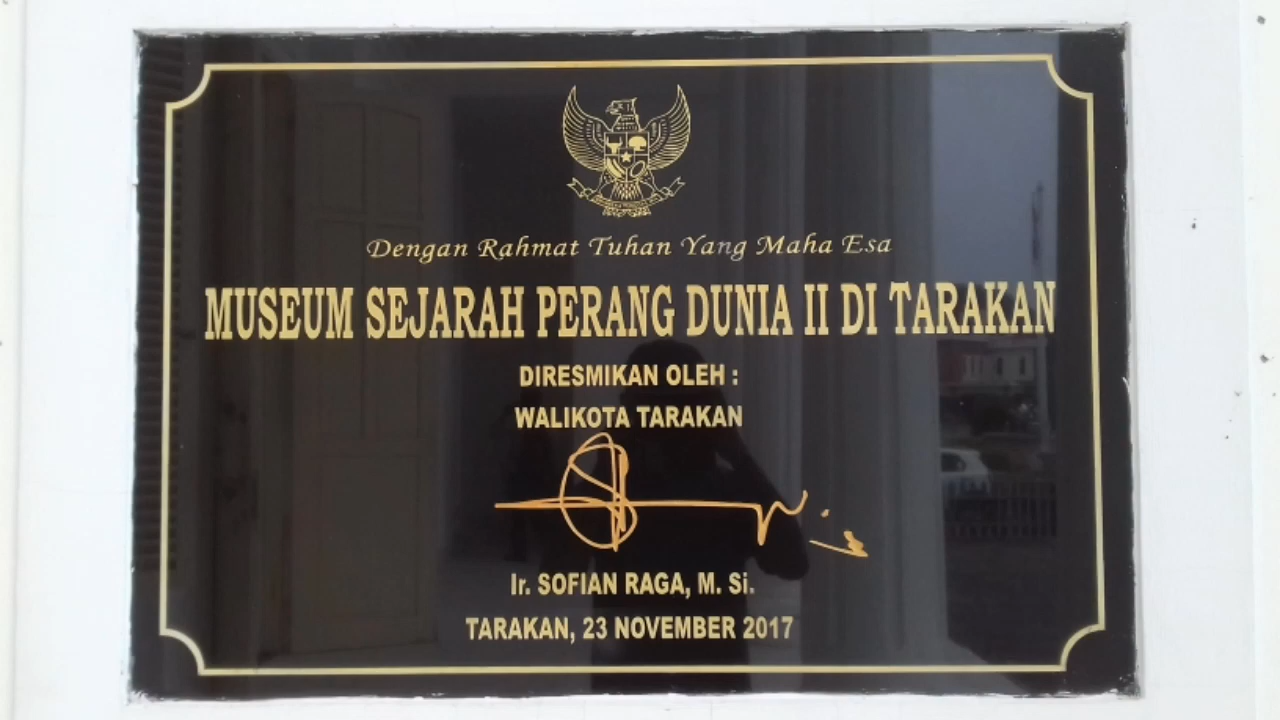 Dengan Rahmat Tuhan Yang Maha Esa
MUSEUM SEJARAH PERANG DUNIA II DI TARAKAN
DIRESMIKAN OLEH :
WALIKOTA TARAKAN
Ir. SOFIAN RAGA, M. Si.
TARAKAN, 23 NOVEMBER 2017